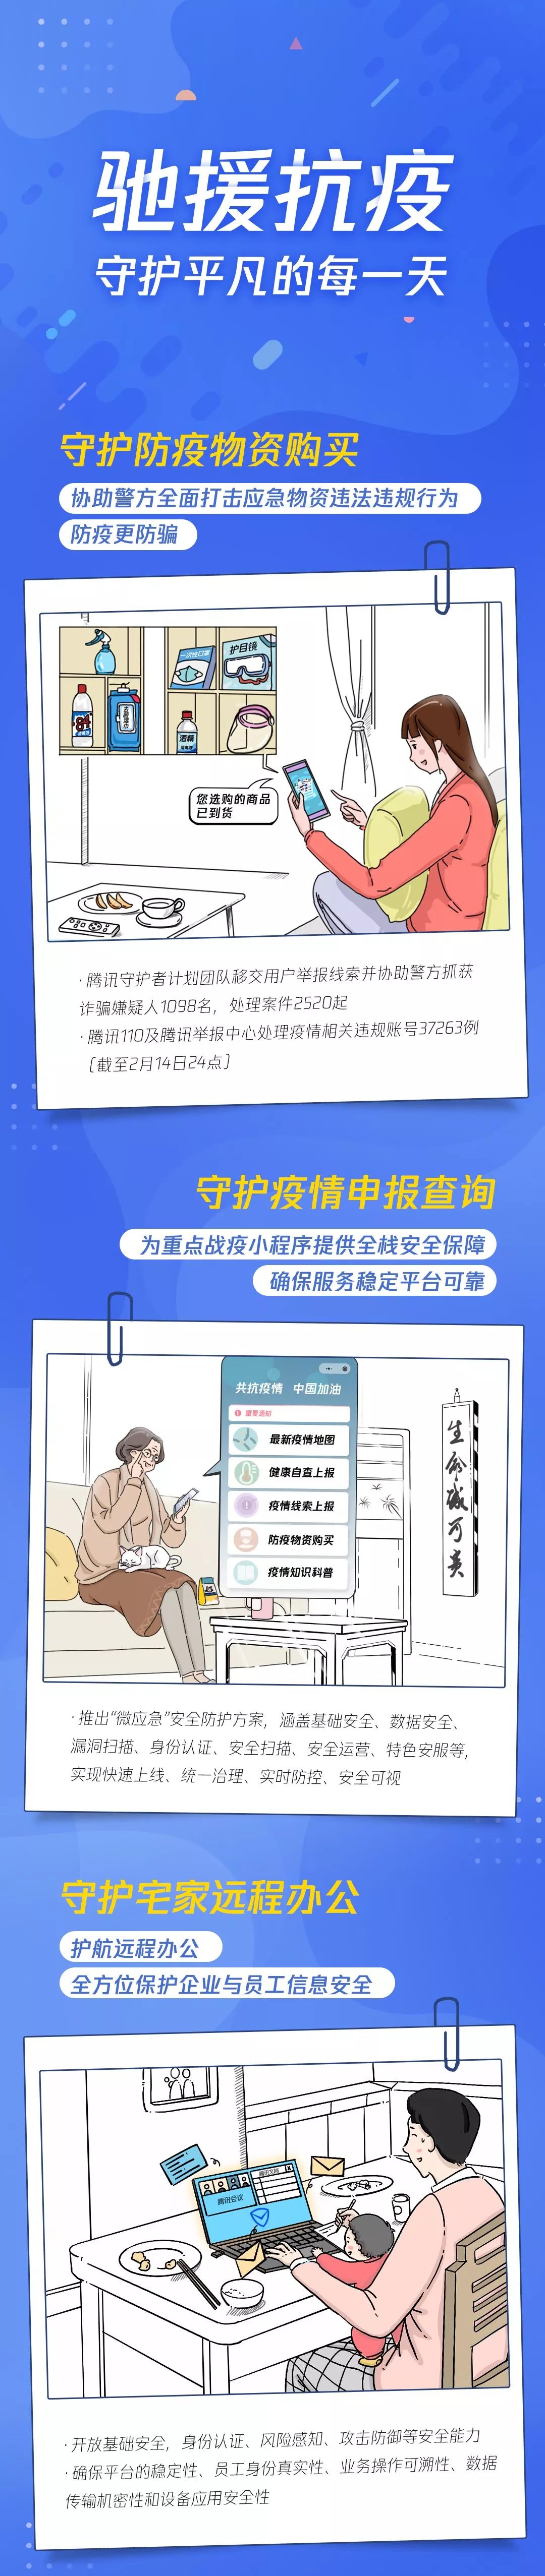 驰援抗疫
守护平凡的每一天
守护防疫物资购买
协助警方全面打击应急物资违法违规行为
防疫更防骗
一次性口罩
护目镜
84
酒精
您选购的商品
已到货
·腾讯守护者计划团队移交用户举报线索并协助警方抓获
诈骗嫌疑人1098名，处理案件2520起
·腾讯110及腾讯举报中心处理疫情相关违规账号37263例
（截至2月14日24点）
守护疫情申报查询
为重点战疫小程序提供全栈安全保障
确保服务稳定平台可靠
共抗疫情 中国加油
重要通知
最新疫情地图
健康自查上报
疫情线索上报
防疫物资购买
疫情知识科普
生命诚可贵
·推出“微应急”安全防护方案，涵盖基础安全、数据安全、
漏洞扫描、身份认证、安全扫描、安全运营、特色安服等，
实现快速上线、统一治理、实时防控、安全可视
守护宅家远程办公
护航远程办公
全方位保护企业与员工信息安全
腾讯会议
腾讯文档
·开放基础安全，身份认证、风险感知、攻击防御等安全能力
·确保平台的稳定性、员工身份真实性、业务操作可溯性、数据
传输机密性和设备应用安全性